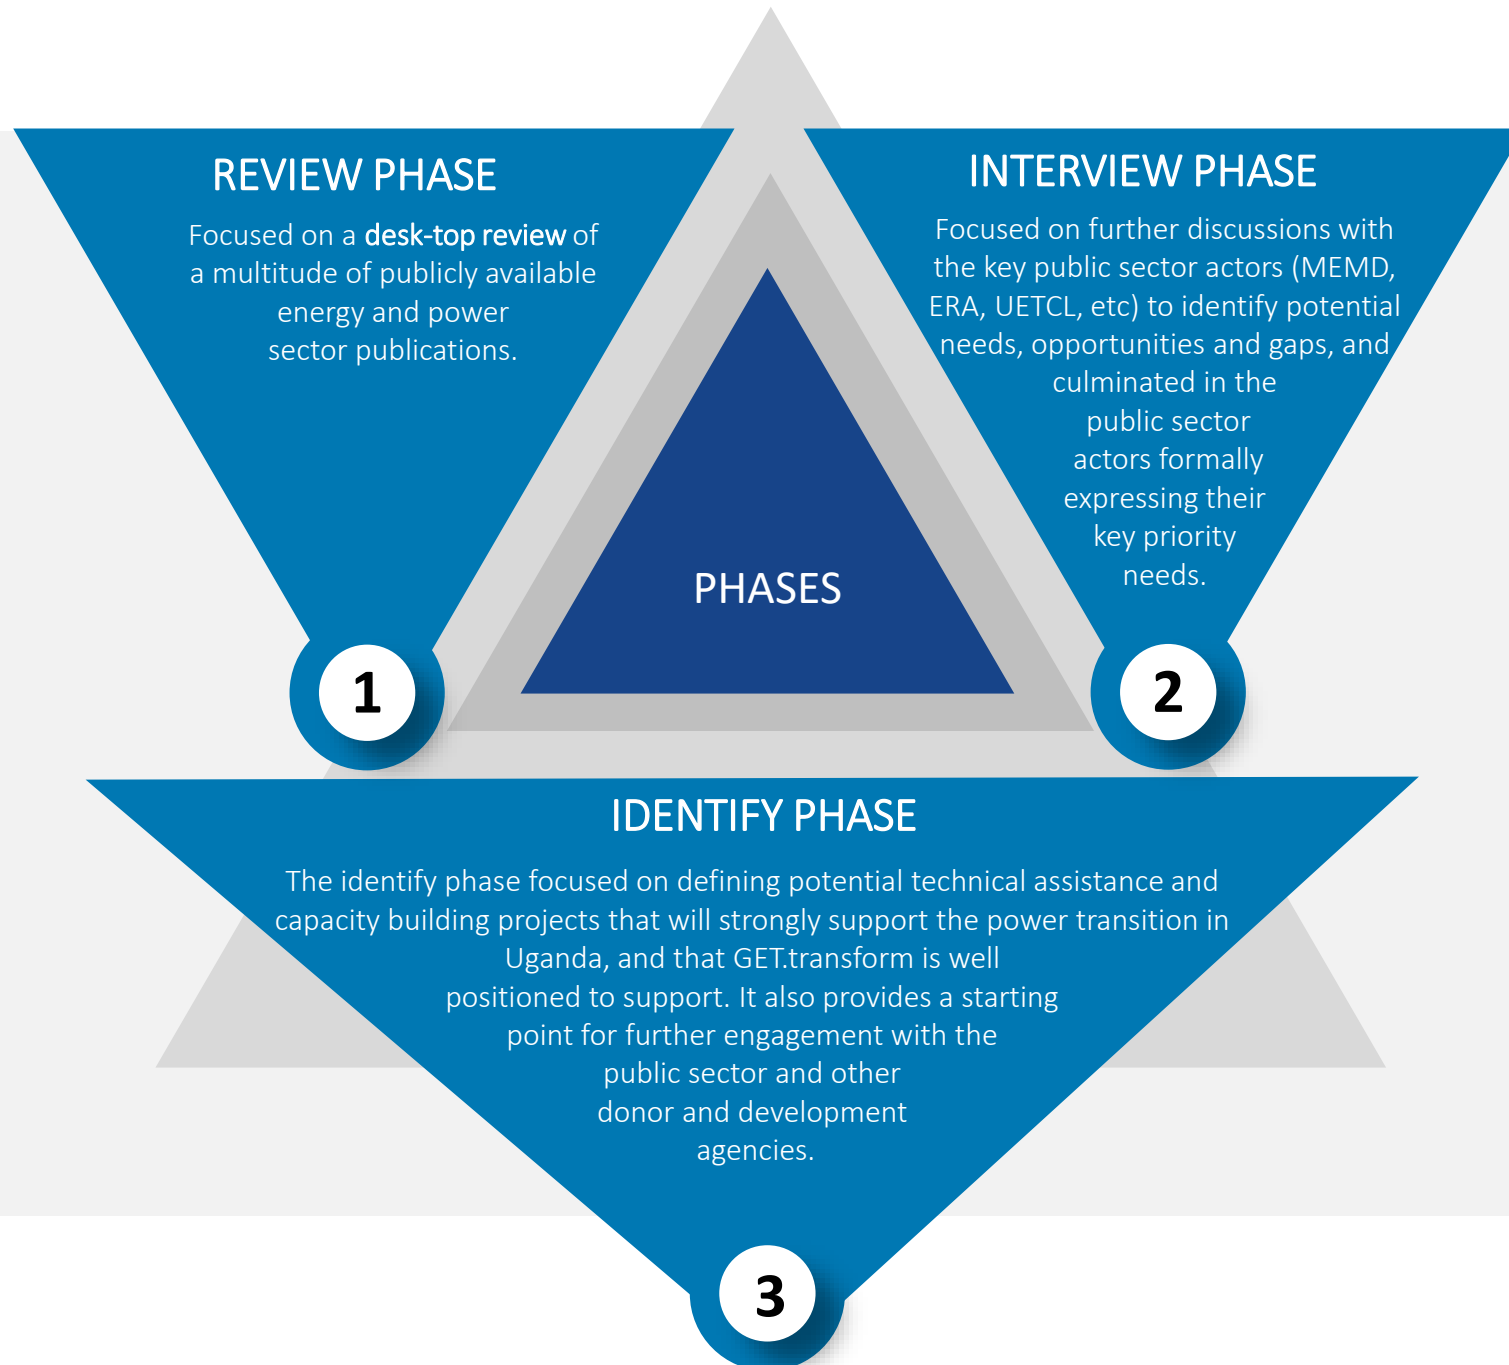 REVIEW PHASE
Focused on a desk-top review of
a multitude of publicly available
energy and power
sector publications.
1
INTERVIEW PHASE
Focused on further discussions with
the key public sector actors (MEMD,
ERA, UETCL, etc) to identify potential
needs, opportunities and gaps, and
culminated in the
public sector
actors formally
expressing their
key priority
needs.
2
PHASES
IDENTIFY PHASE
The identify phase focused on defining potential technical assistance and
capacity building projects that will strongly support the power transition in
Uganda, and that GET.transform is well
positioned to support. It also provides a starting
point for further engagement with the
public sector and other
donor and development
agencies.
3